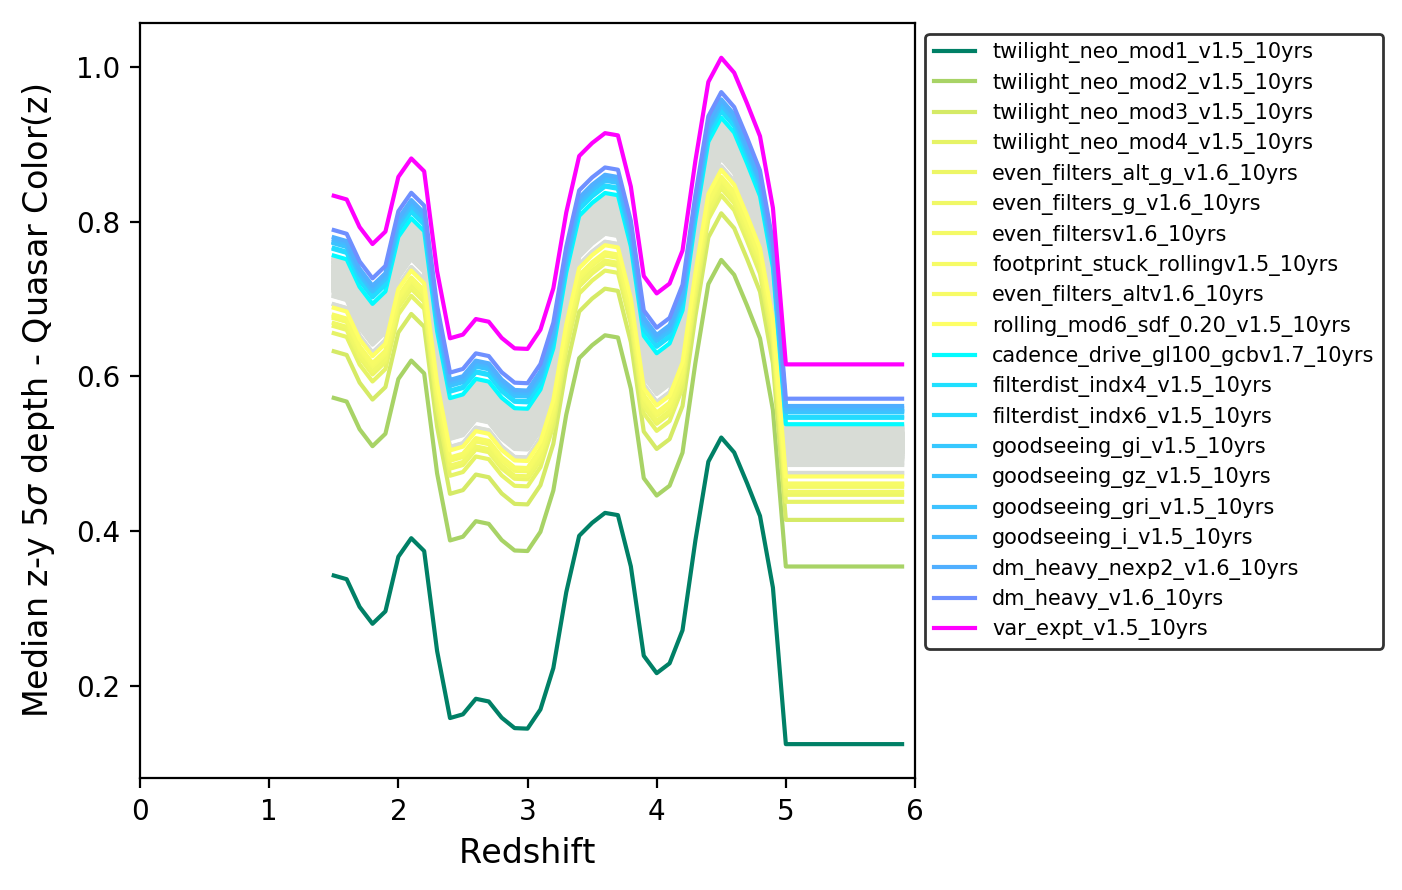 Median z-y 5σ depth - Quasar Color(z)
1.0
0.8
0.6
0.4
0.2
0 1 2 3 4 5 6
Redshift
twilight_neo_mod1_v1.5_10yrs
twilight_neo_mod2_v1.5_10yrs
twilight_neo_mod3_v1.5_10yrs
twilight_neo_mod4_v1.5_10yrs
even_filters_alt_g_v1.6_10yrs
even_filters_g_v1.6_10yrs
even_filtersv1.6_10yrs
footprint_stuck_rollingv1.5_10yrs
even_filters_altv1.6_10yrs
rolling_mod6_sdf_0.20_v1.5_10yrs
cadence_drive_gl100_gcbv1.7_10yrs
filterdist_indx4_v1.5_10yrs
filterdist_indx6_v1.5_10yrs
goodseeing_gi_v1.5_10yrs
goodseeing_gz_v1.5_10yrs
goodseeing_gri_v1.5_10yrs
goodseeing_i_v1.5_10yrs
dm_heavy_nexp2_v1.6_10yrs
dm_heavy_v1.6_10yrs
var_expt_v1.5_10yrs